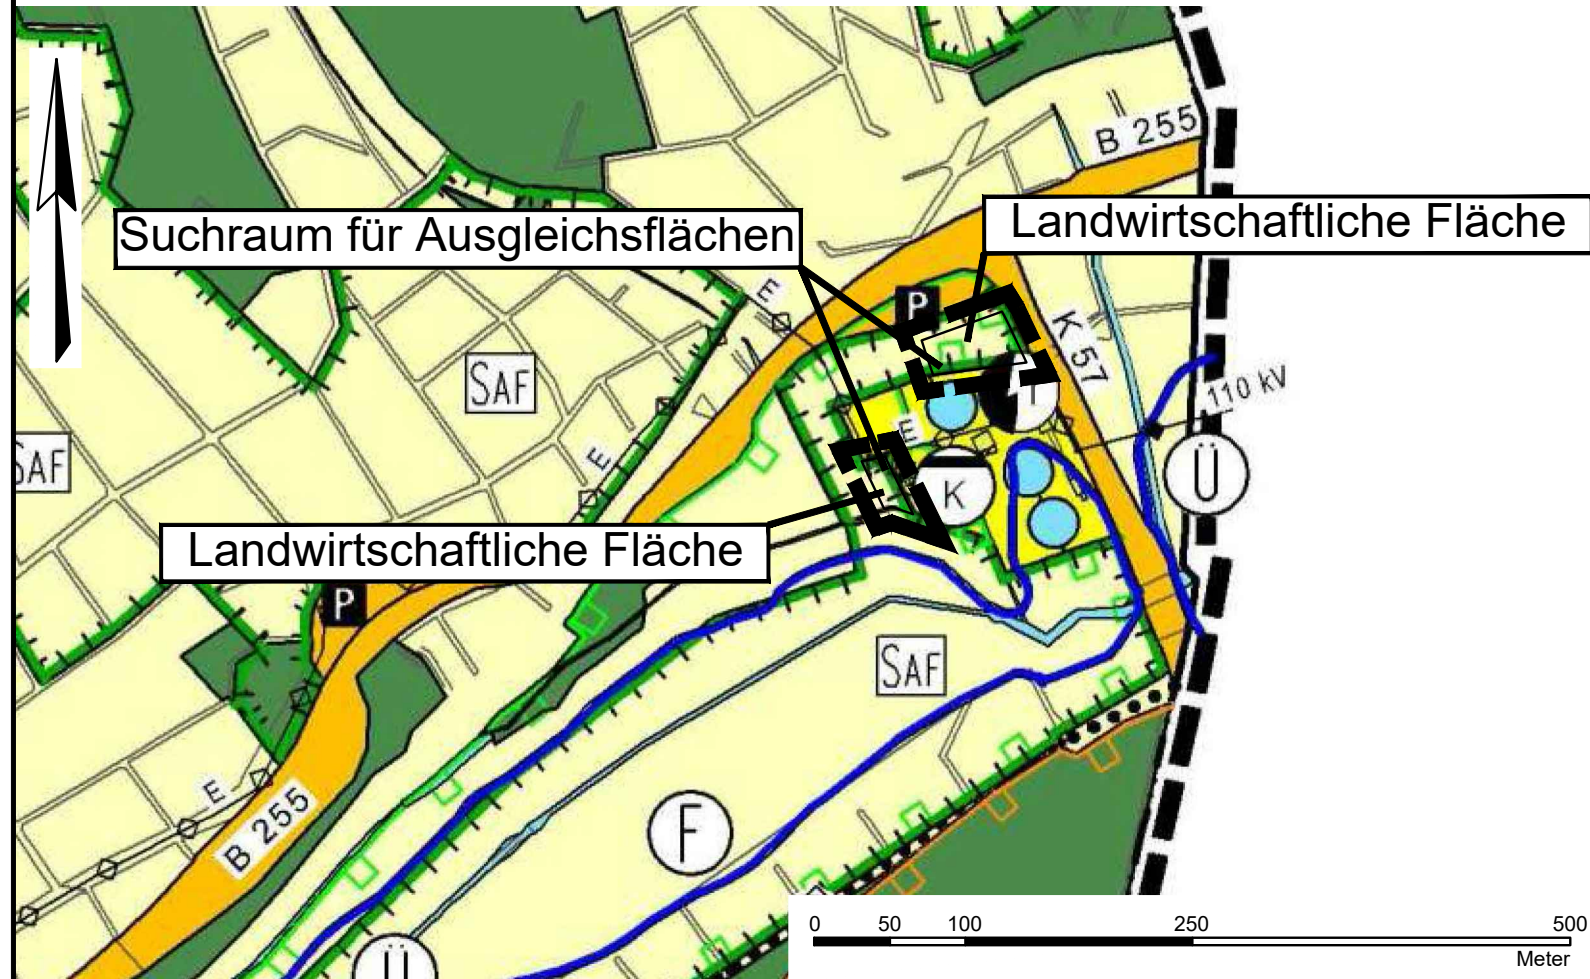 B 255
Suchraum für Ausgleichsflächen
Landwirtschaftliche Fläche
E
P
K 57
SAF
110 kV
T
E
SAF
E
K
Ü
Landwirtschaftliche Fläche
P
SAF
E
B 255
F
Ü
0 50 100 250 500
Meter